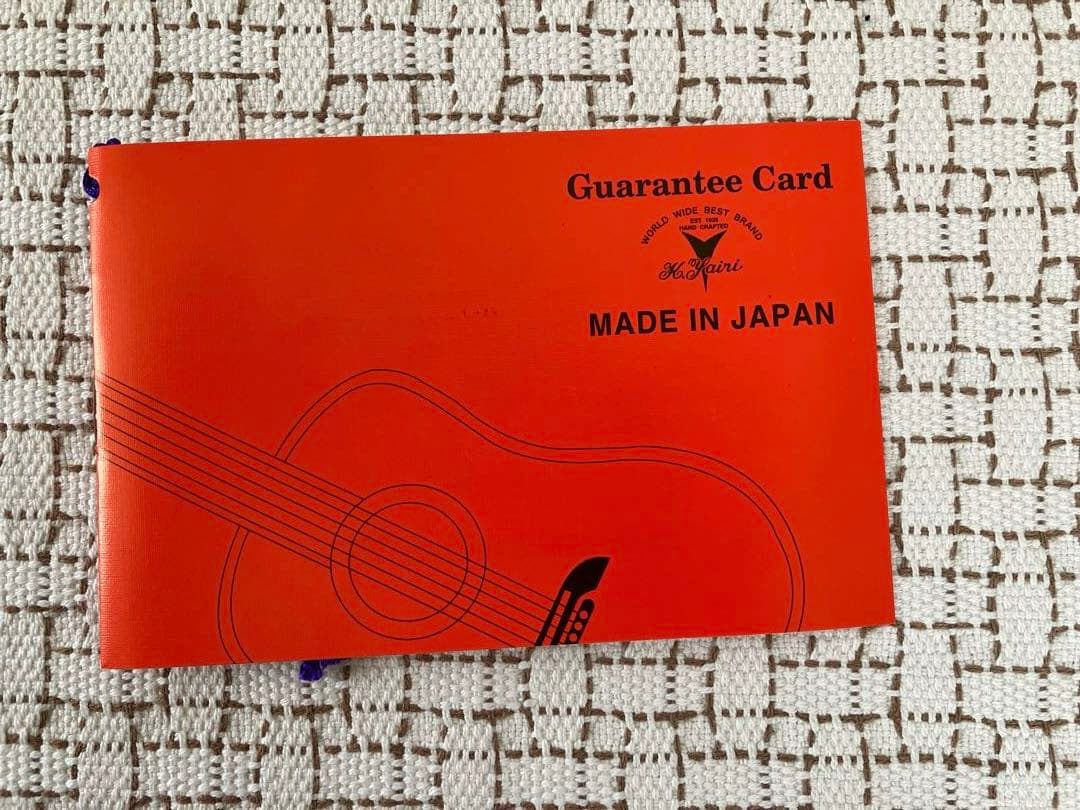 Guarantee Card
WORLD WIDE BEST BRAND
EST 1935
HAND CRAFTED
K.Yairi
MADE IN JAPAN